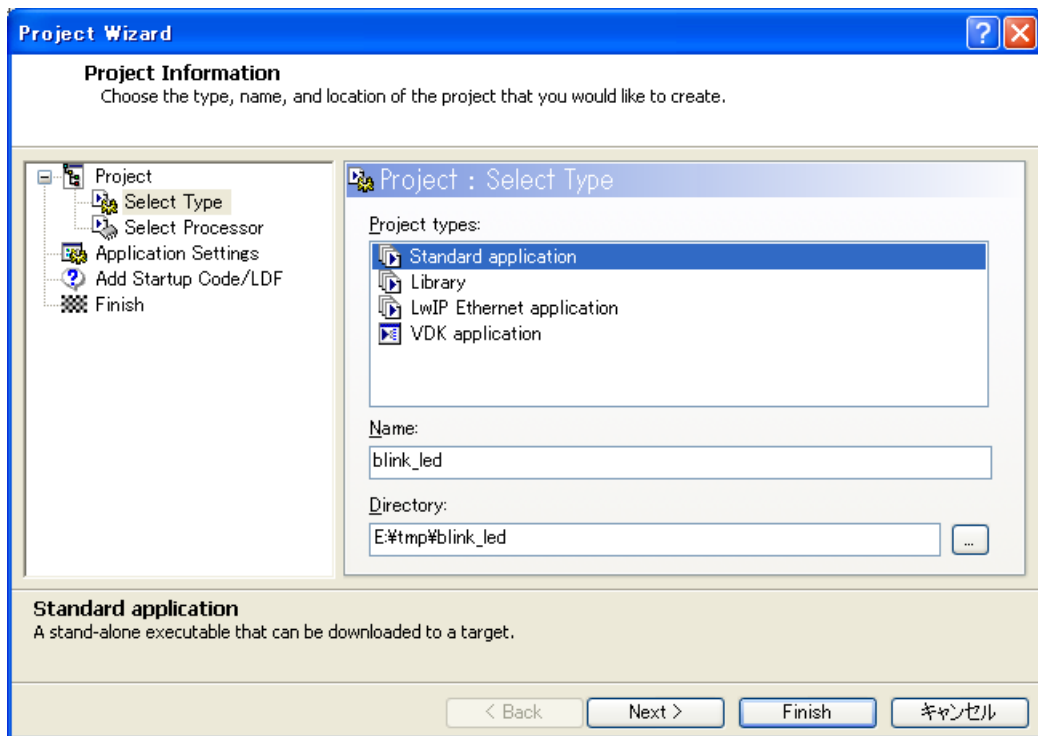 Project Wizard
Project Information
Choose the type, name, and location of the project that you would like to create.
Project
Select Type
Select Processor
Application Settings
Add Startup Code/LDF
Finish
Project : Select Type
Project types:
Standard application
Library
LwIP Ethernet application
VDK application
Name:
blink_led
Directory:
E:¥tmp¥blink_led
...
Standard application
A stand-alone executable that can be downloaded to a target.
< Back
Next >
Finish
キャンセル